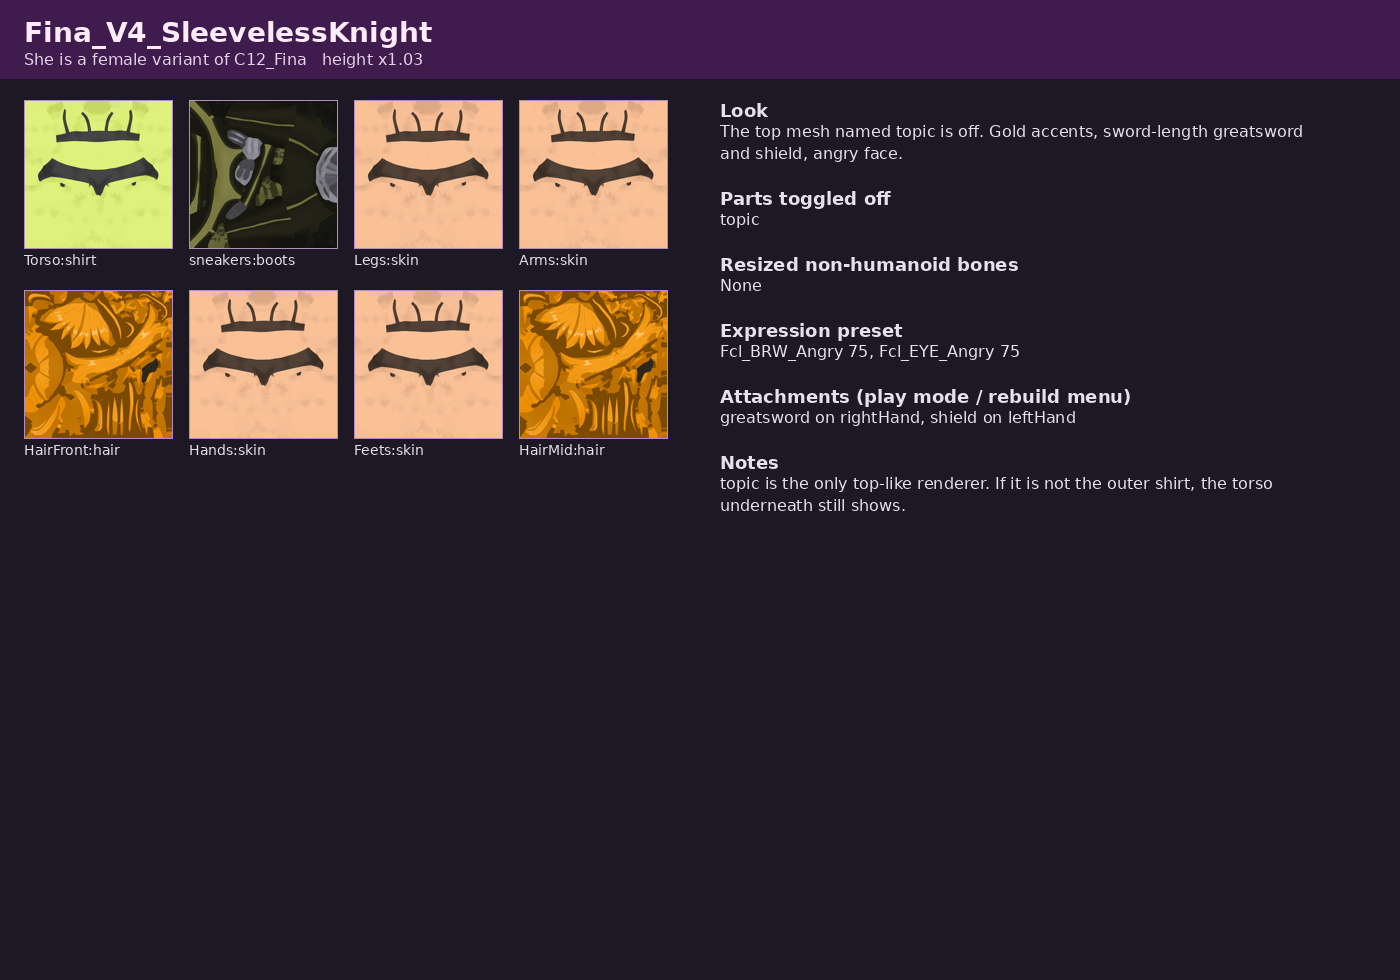 Fina_V4_SleevelessKnight
She is a female variant of C12_Fina   height x1.03
Torso:shirt
sneakers:boots
Legs:skin
Arms:skin
HairFront:hair
Hands:skin
Feets:skin
HairMid:hair
Look
The top mesh named topic is off. Gold accents, sword-length greatsword
and shield, angry face.
Parts toggled off
topic
Resized non-humanoid bones
None
Expression preset
Fcl_BRW_Angry 75, Fcl_EYE_Angry 75
Attachments (play mode / rebuild menu)
greatsword on rightHand, shield on leftHand
Notes
topic is the only top-like renderer. If it is not the outer shirt, the torso
underneath still shows.